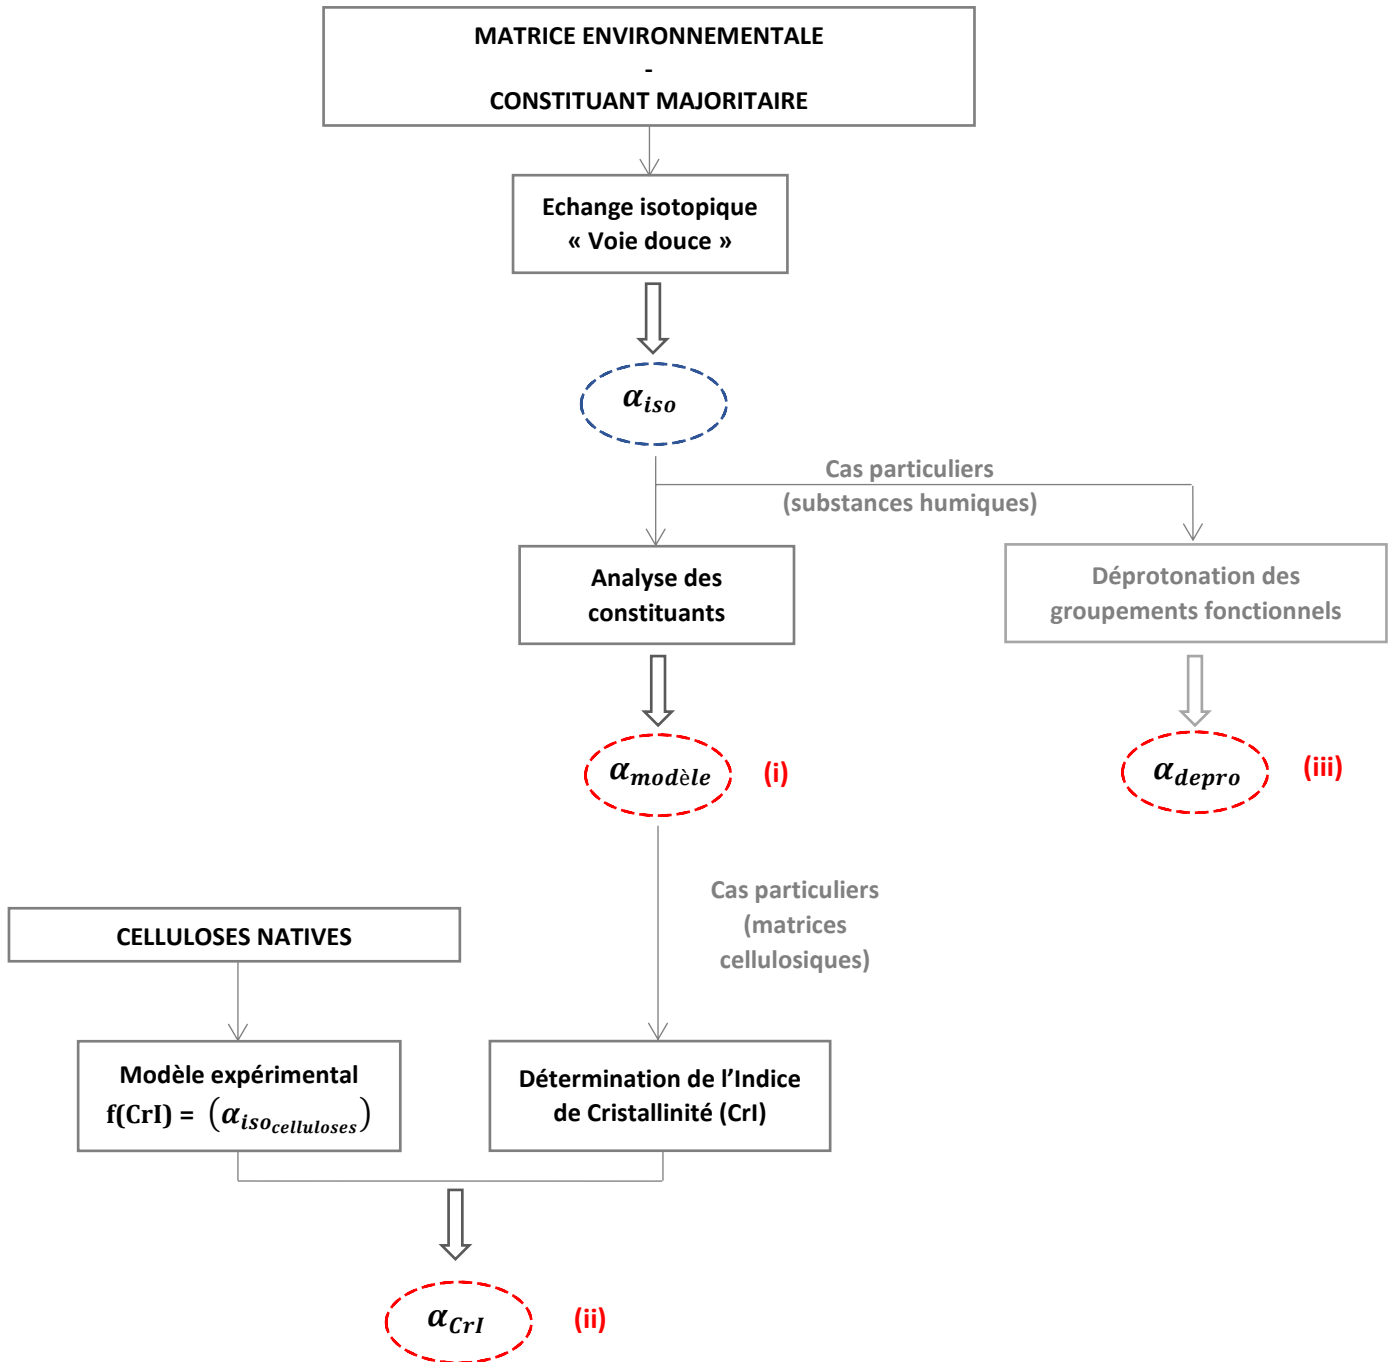 MATRICE ENVIRONNEMENTALE
-
CONSTITUANT MAJORITAIRE
Echange isotopique
« Voie douce »
α_iso
Cas particuliers
(substances humiques)
Analyse des
constituants
Déprotonation des
groupements fonctionnels
α_modèle (i)
α_depro (iii)
Cas particuliers
(matrices
cellulosiques)
CELLULOSES NATIVES
Modèle expérimental
f(CrI) = (α_iso_celluloses)
Détermination de l’Indice
de Cristallinité (CrI)
α_CrI (ii)